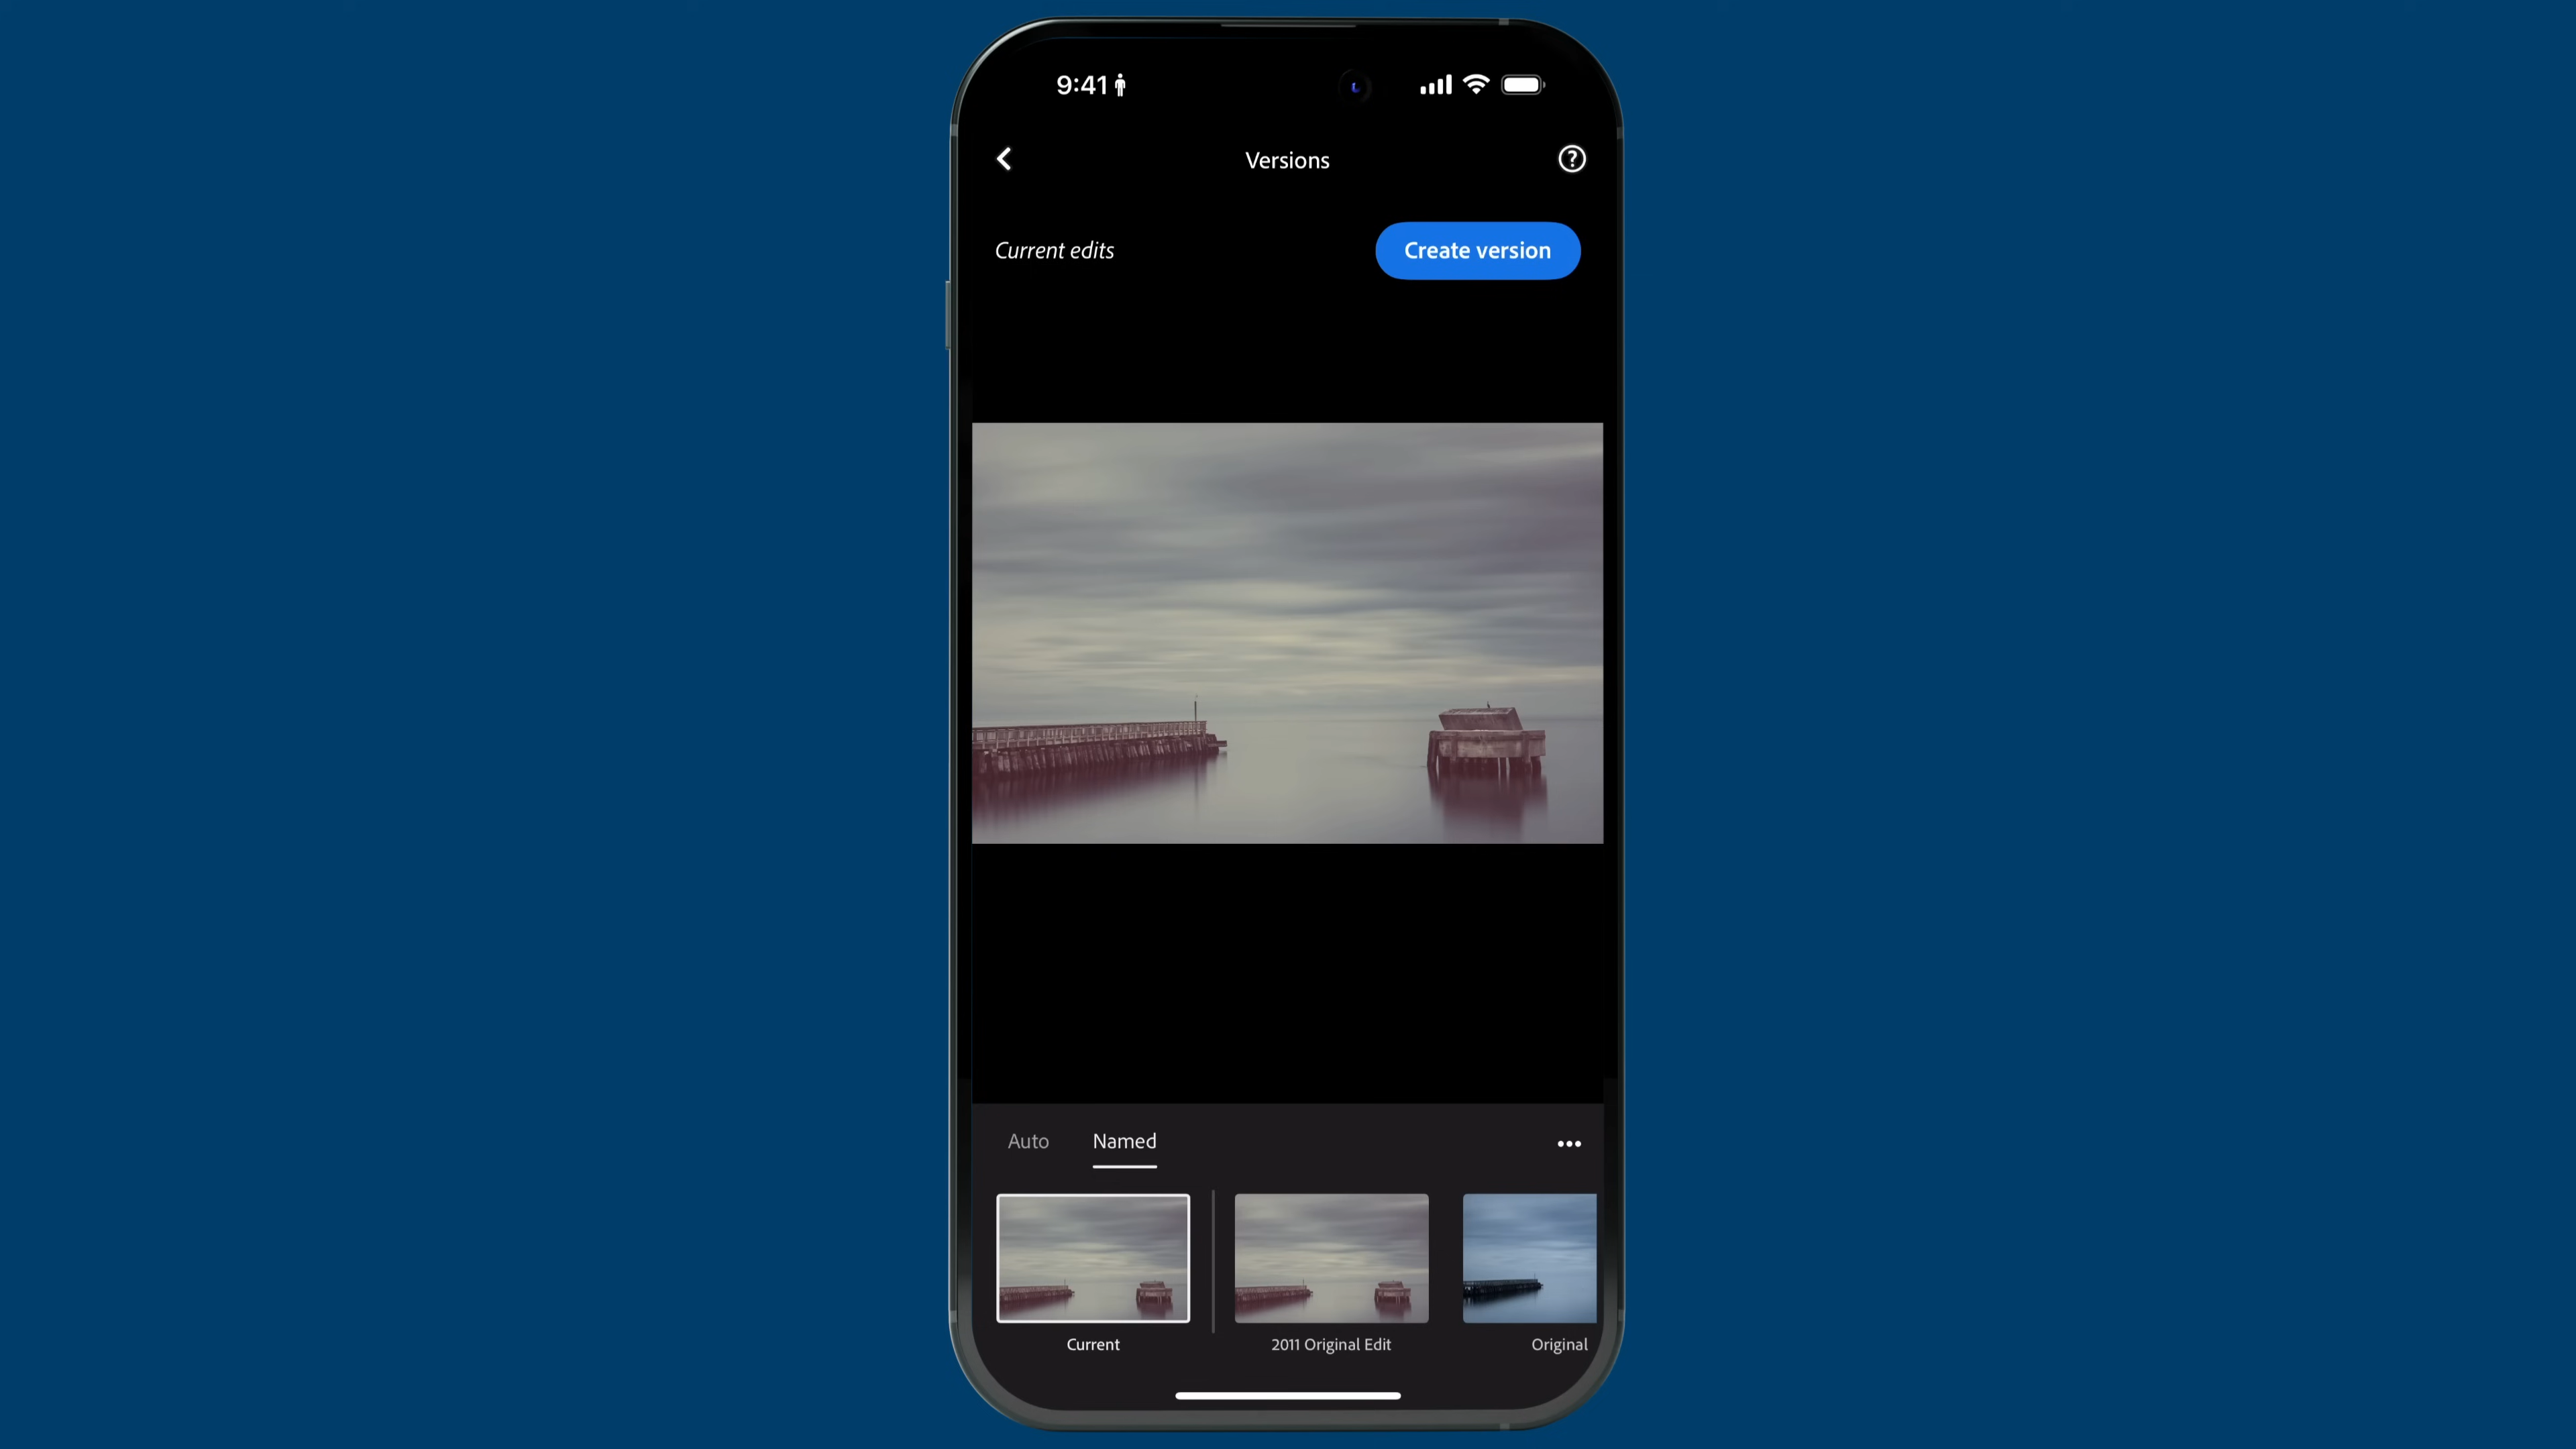 9:41
Versions
Current edits
Create version
Auto
Named
Current
2011 Original Edit
Original